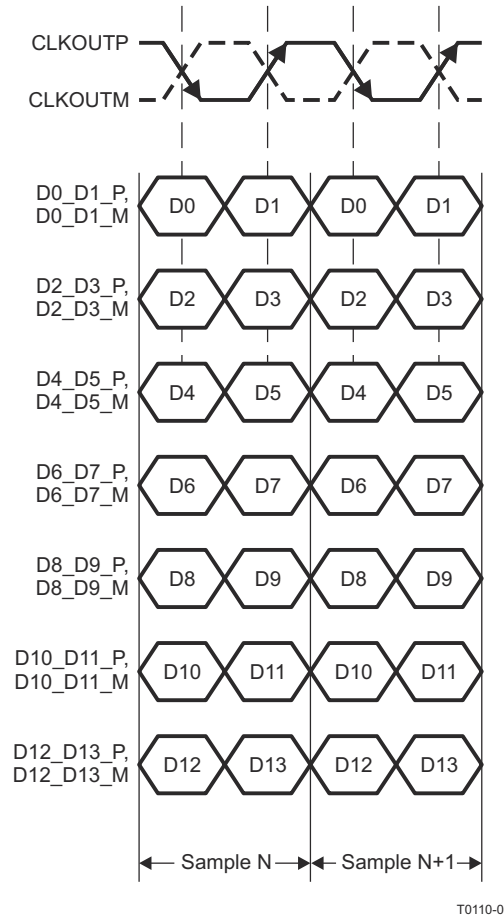 CLKOUTP
CLKOUTM
D0_D1_P,
D0_D1_M
D0 D1 D0 D1
D2_D3_P,
D2_D3_M
D2 D3 D2 D3
D4_D5_P,
D4_D5_M
D4 D5 D4 D5
D6_D7_P,
D6_D7_M
D6 D7 D6 D7
D8_D9_P,
D8_D9_M
D8 D9 D8 D9
D10_D11_P,
D10_D11_M
D10 D11 D10 D11
D12_D13_P,
D12_D13_M
D12 D13 D12 D13
Sample N Sample N+1
T0110-0